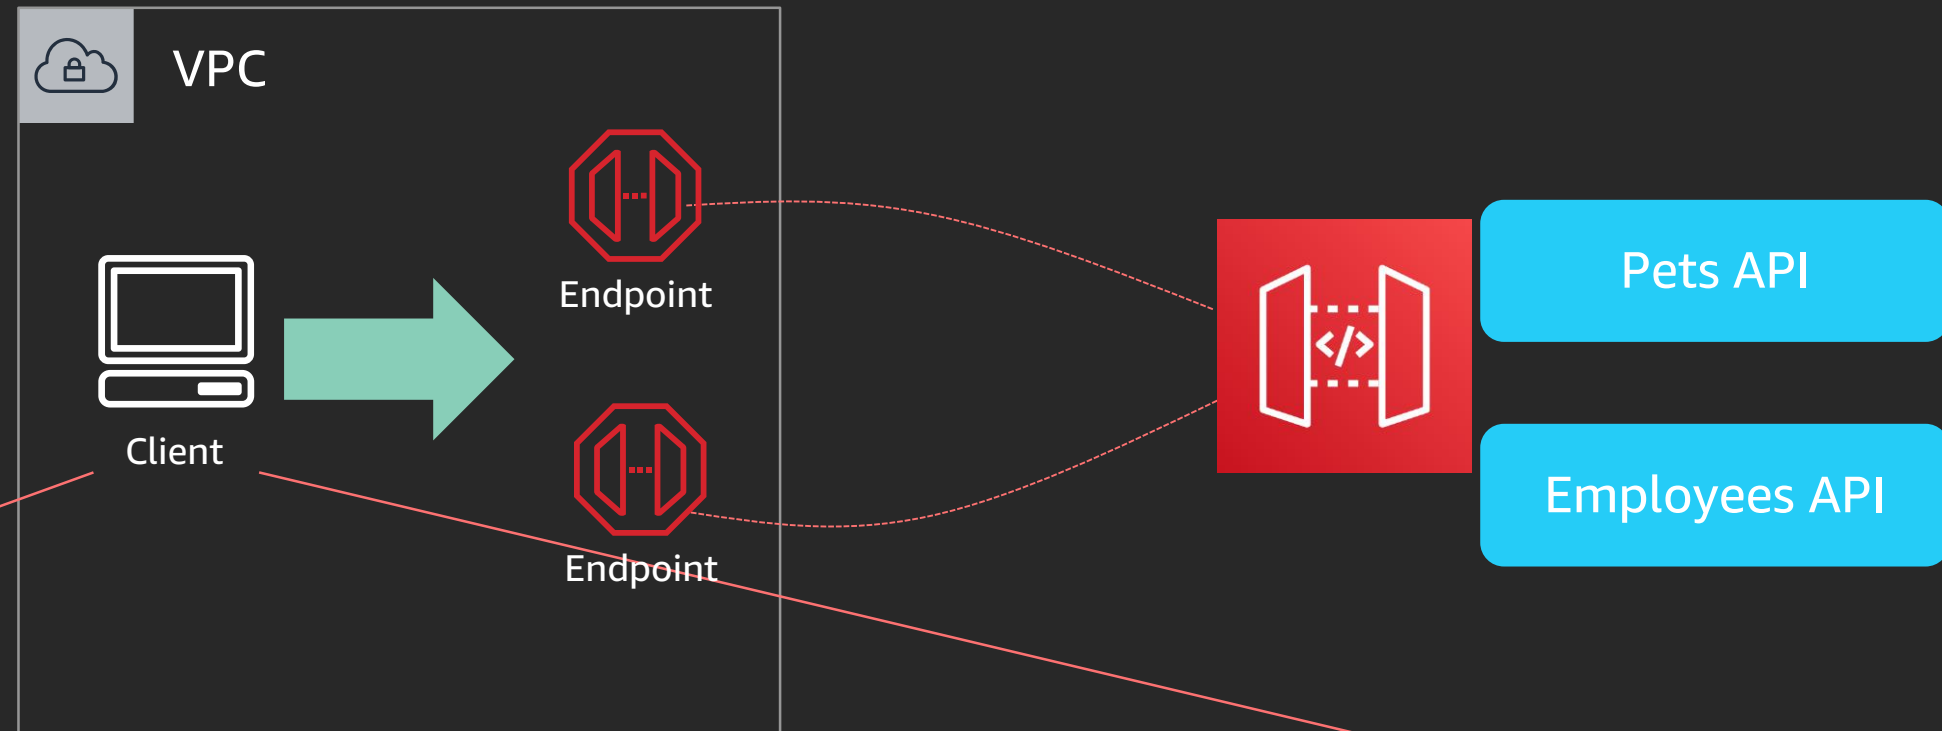 VPC
Endpoint
Client
Endpoint
Pets API
Employees API